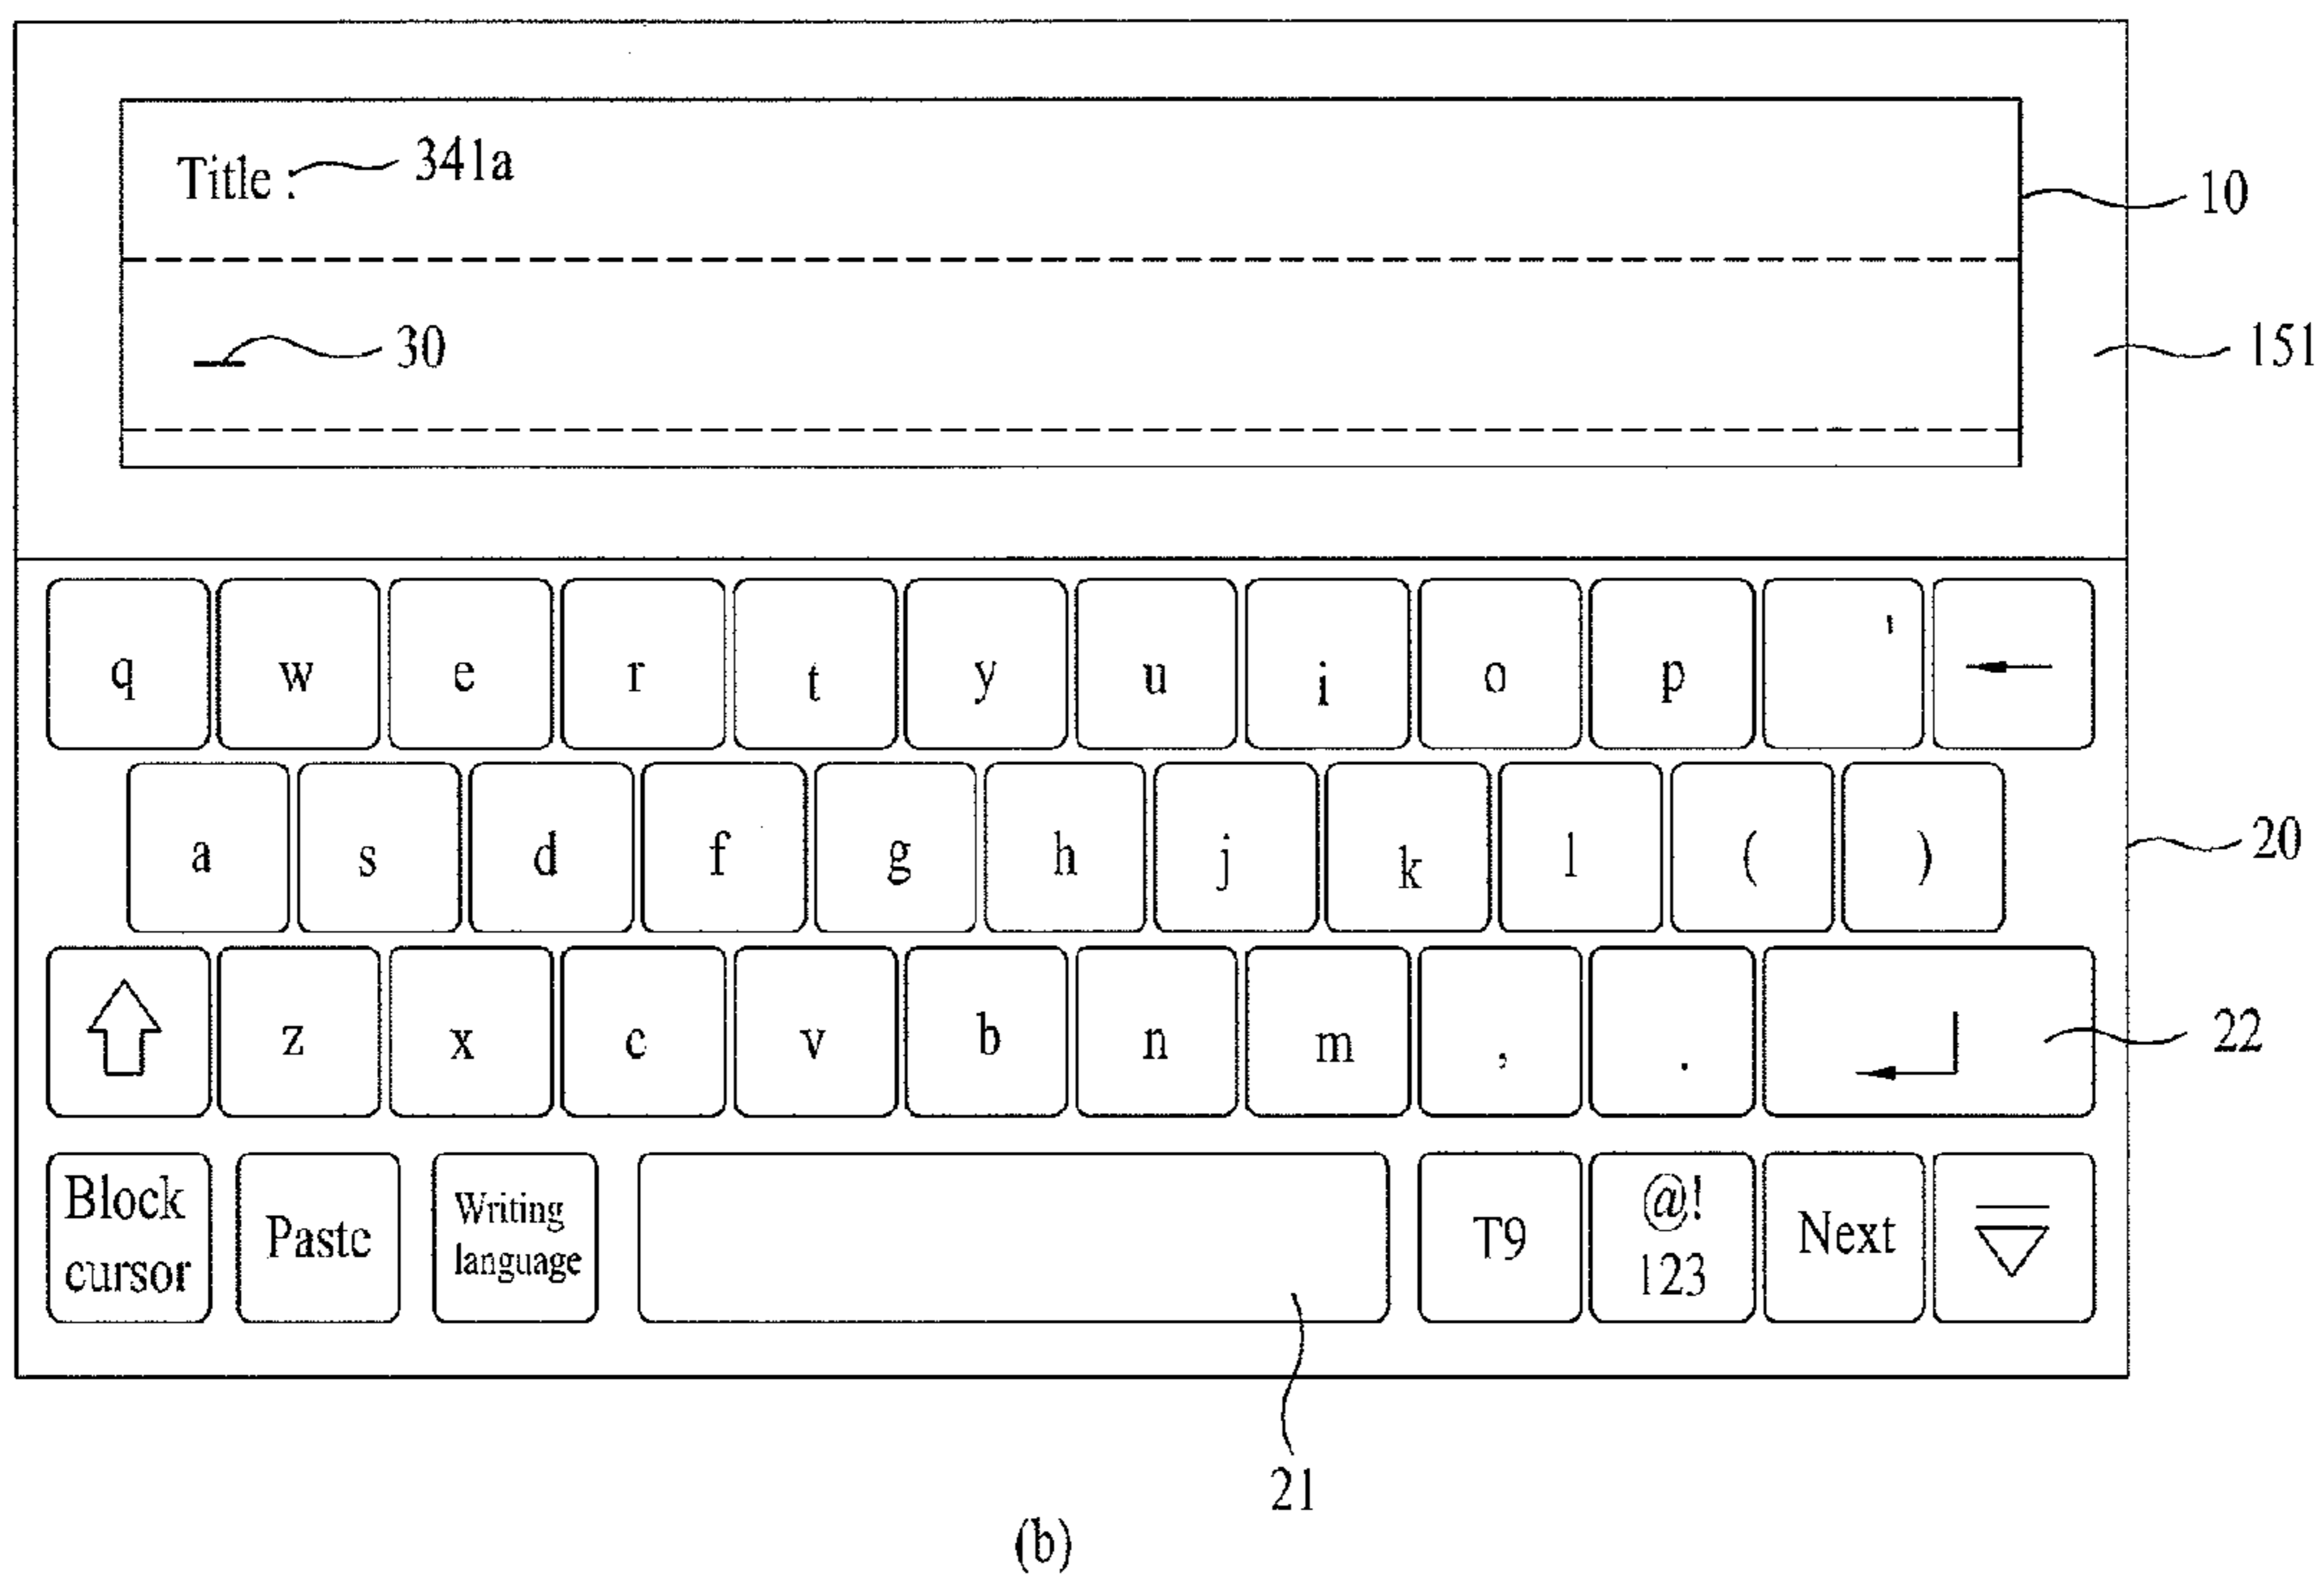 Title : 341a
10
30
151
q w e r t y u i o p '
a s d f g h j k l ( )
20
z x c v b n m , .
22
Block cursor Paste Writing language T9 @! 123 Next
21
(b)